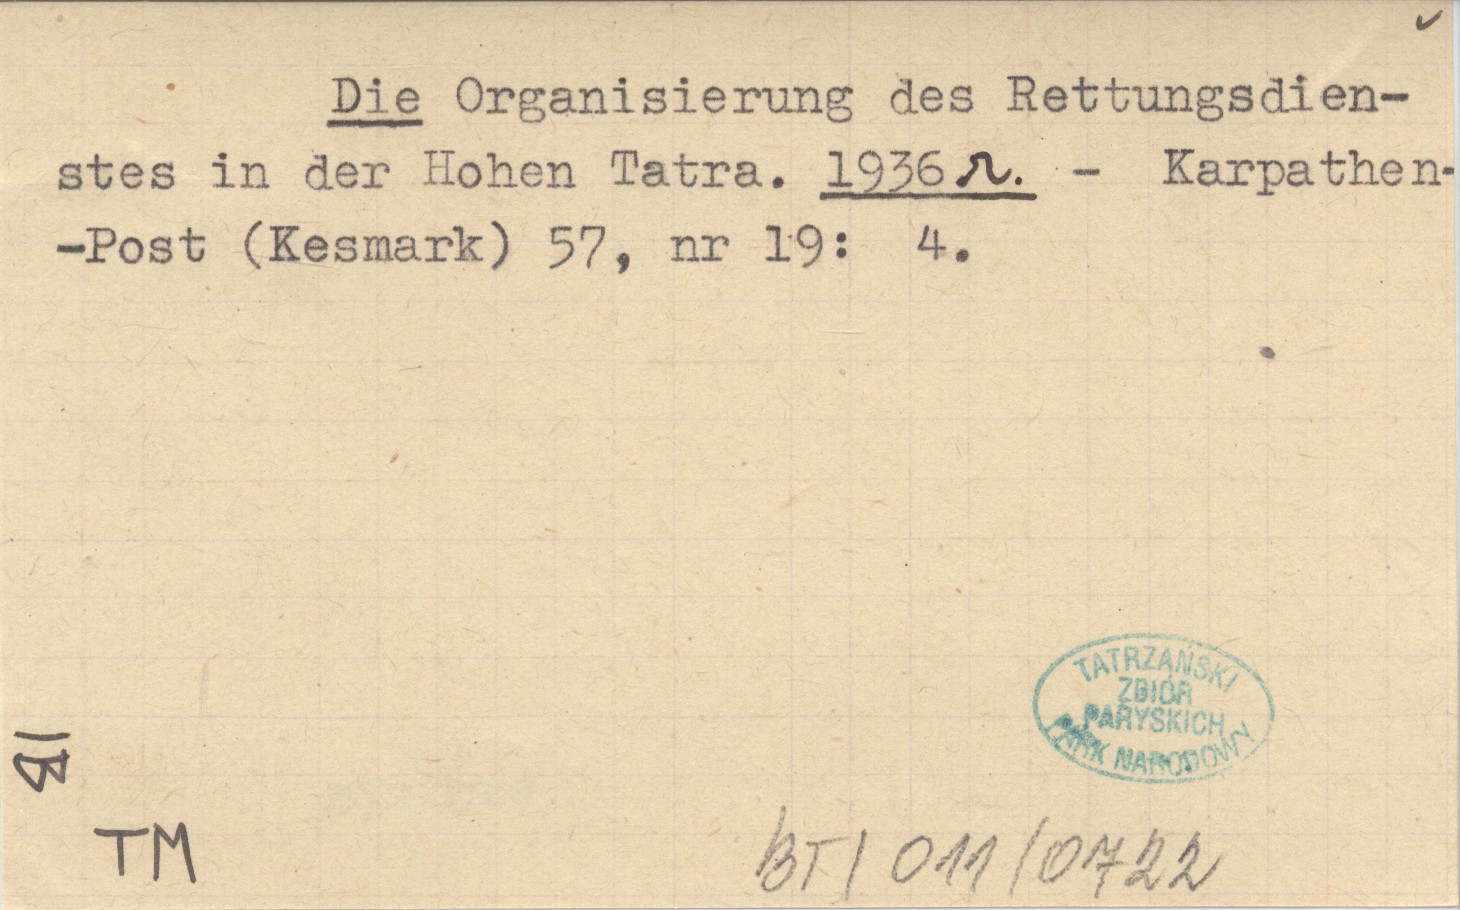 Die Organisierung des Rettungsdien-
stes in der Hohen Tatra. 1936 r. - Karpathen-
-Post (Kesmark) 57, nr 19: 4.
TATRZAŃSKI
ZBIÓR
PARYSKICH
PARK NARODOWY
BI
TM
BT/011/0722